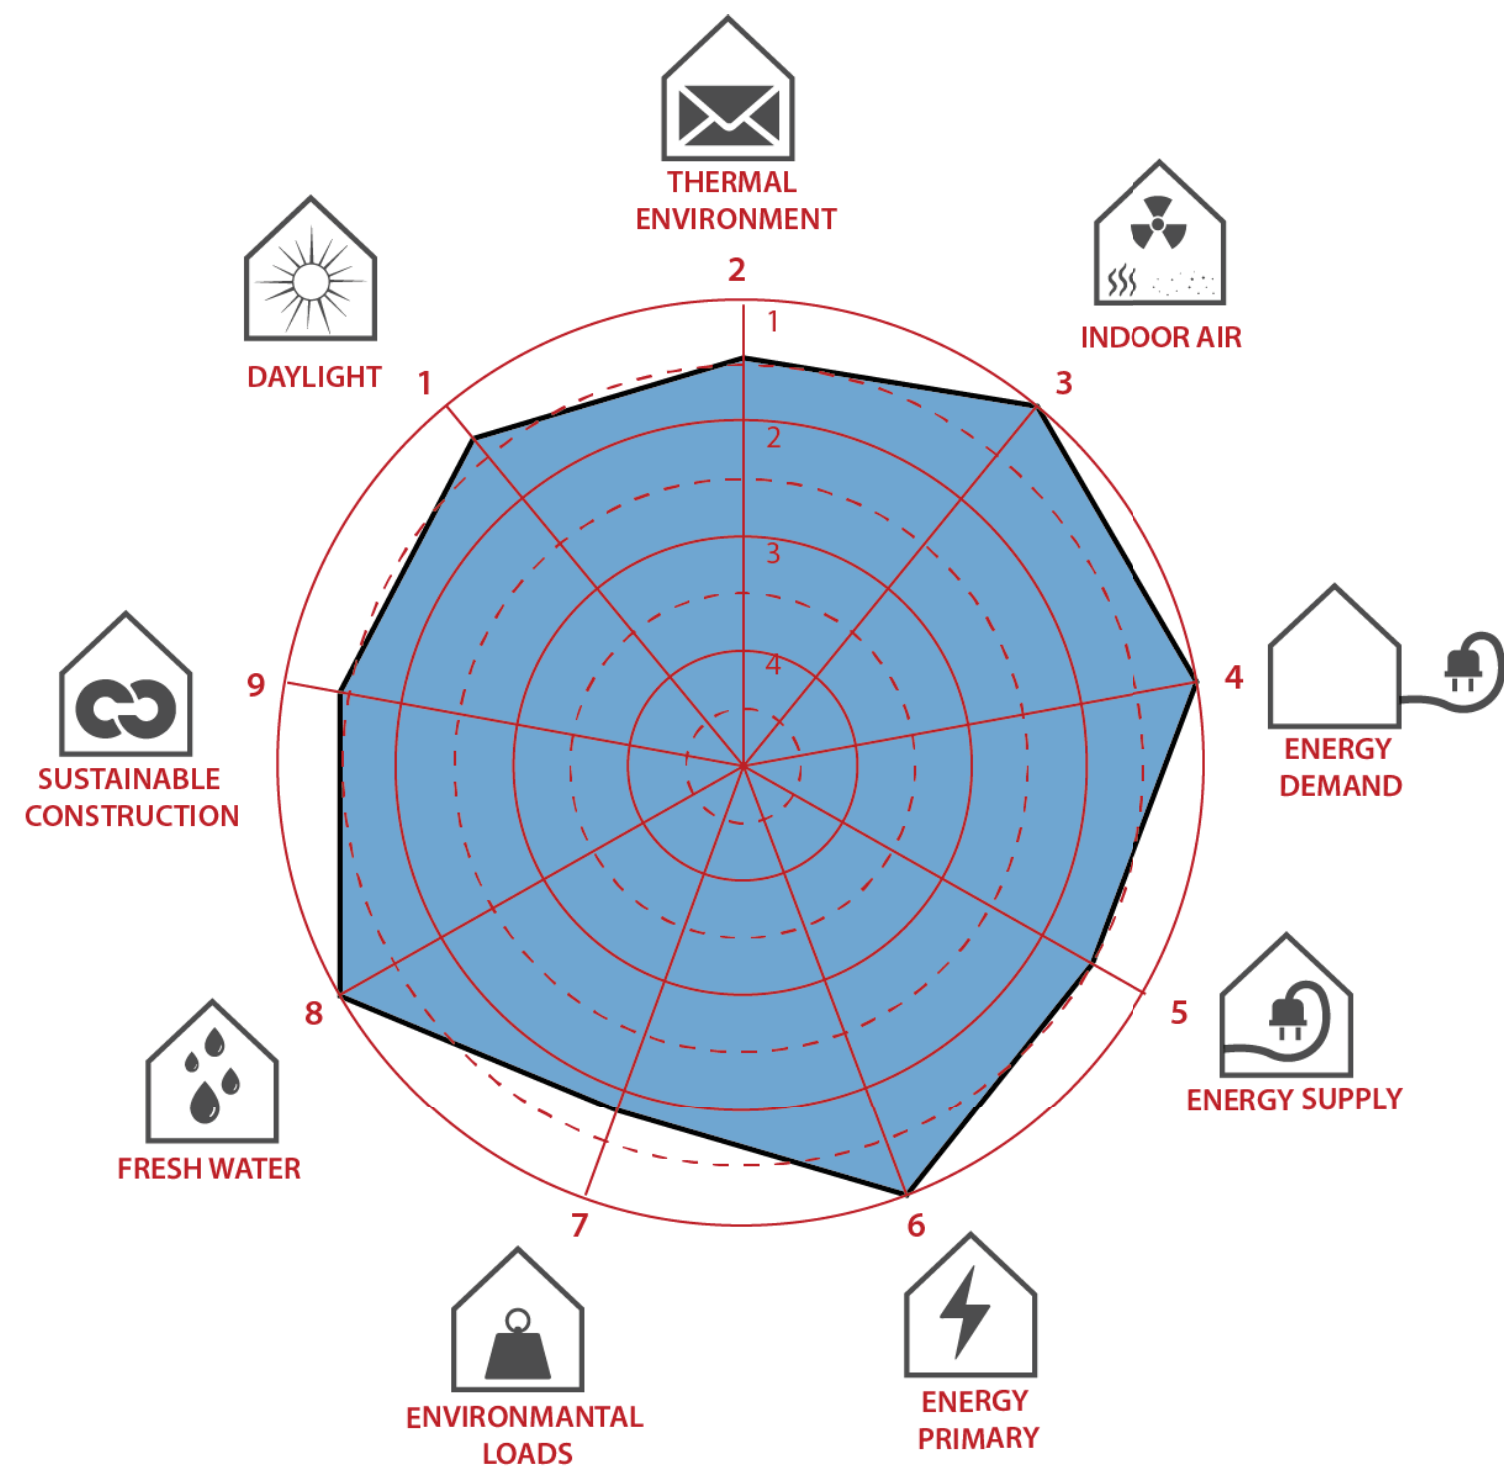 THERMAL
ENVIRONMENT
2
INDOOR AIR
3
DAYLIGHT
1
1
2
3
4
4
ENERGY
DEMAND
9
SUSTAINABLE
CONSTRUCTION
5
ENERGY SUPPLY
8
FRESH WATER
7
6
ENVIRONMANTAL
LOADS
ENERGY
PRIMARY